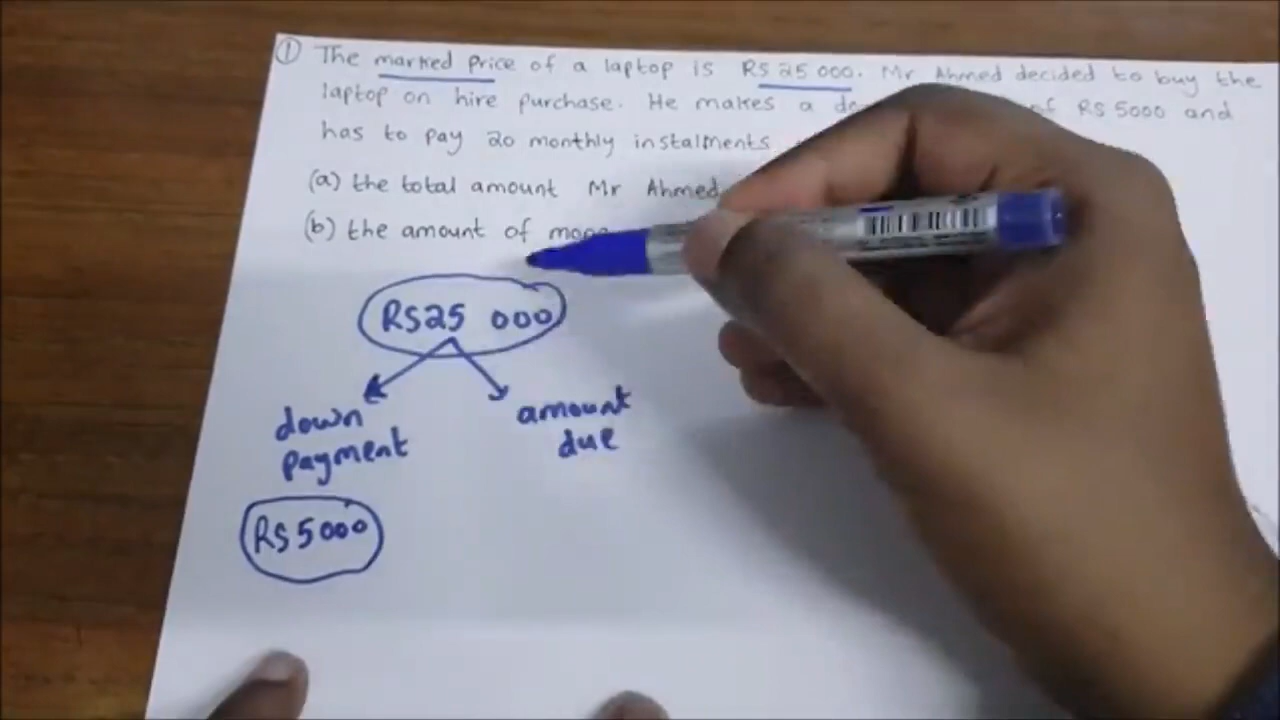 ① The marked price of a laptop is RS 25 000. Mr Ahmed decided to buy the
laptop on hire purchase. He makes a of RS 5000 and
has to pay 20 monthly instalments
(a) the total amount Mr Ahmed
(b) the amount of
RS25 000
down
payment
amount
due
RS 5000